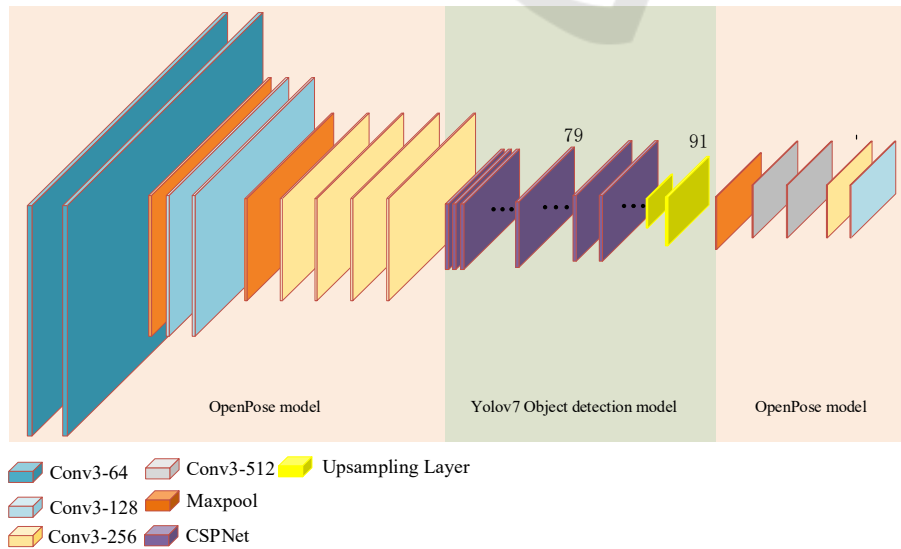 79
91
...
...
...
OpenPose model
Yolov7 Object detection model
OpenPose model
Conv3-64
Conv3-512
Upsampling Layer
Conv3-128
Maxpool
Conv3-256
CSPNet